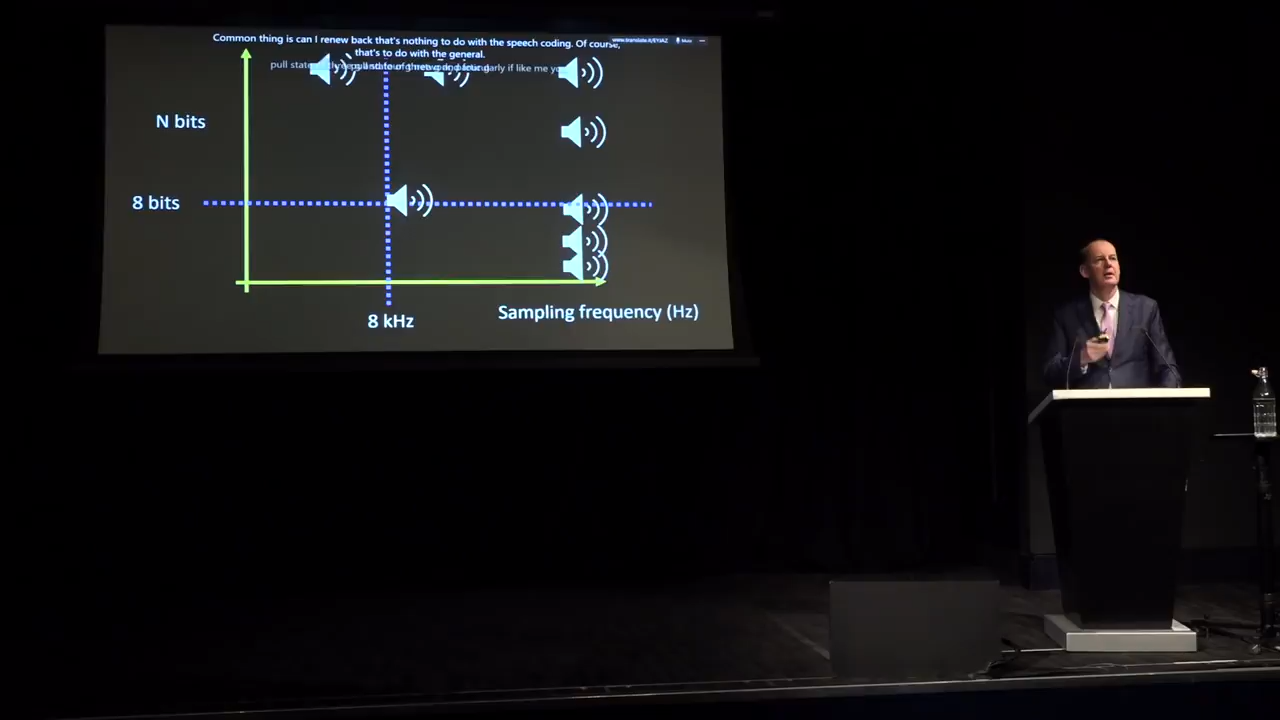 Common thing is can I renew back that's nothing to do with the speech coding. Of course,
that's to do with the general.
N bits
8 bits
8 kHz
Sampling frequency (Hz)